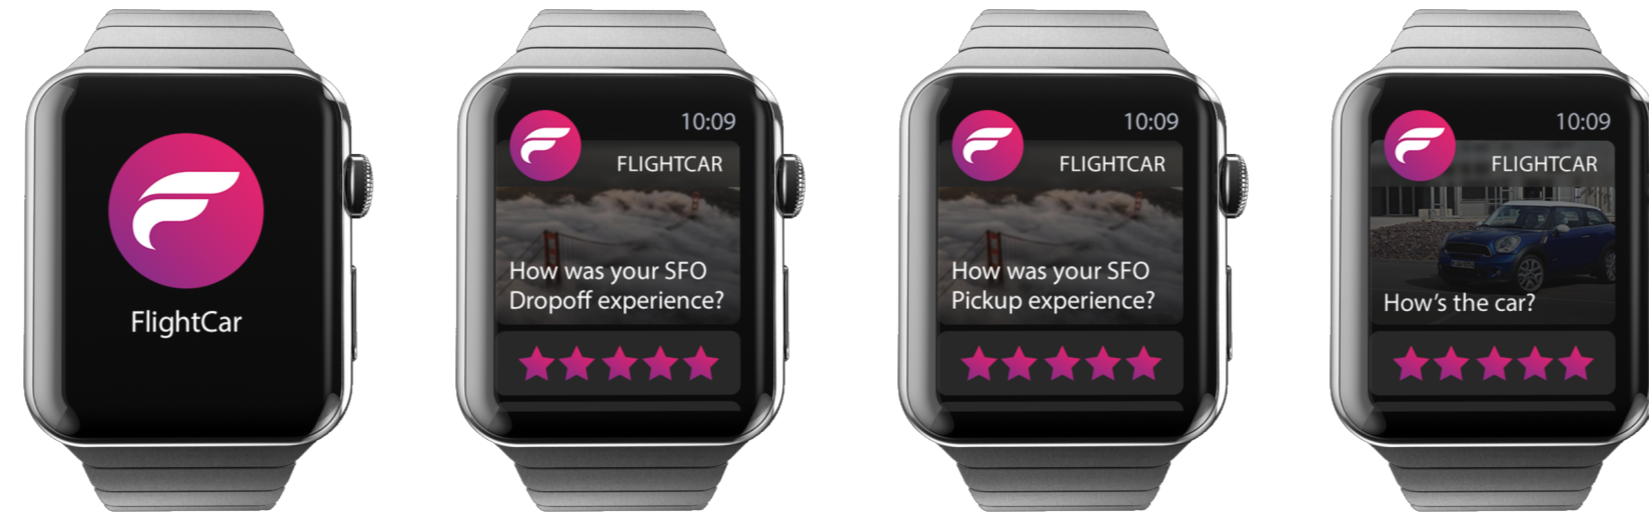 FlightCar
10:09
FLIGHTCAR
How was your SFO
Dropoff experience?
10:09
FLIGHTCAR
How was your SFO
Pickup experience?
10:09
FLIGHTCAR
How's the car?